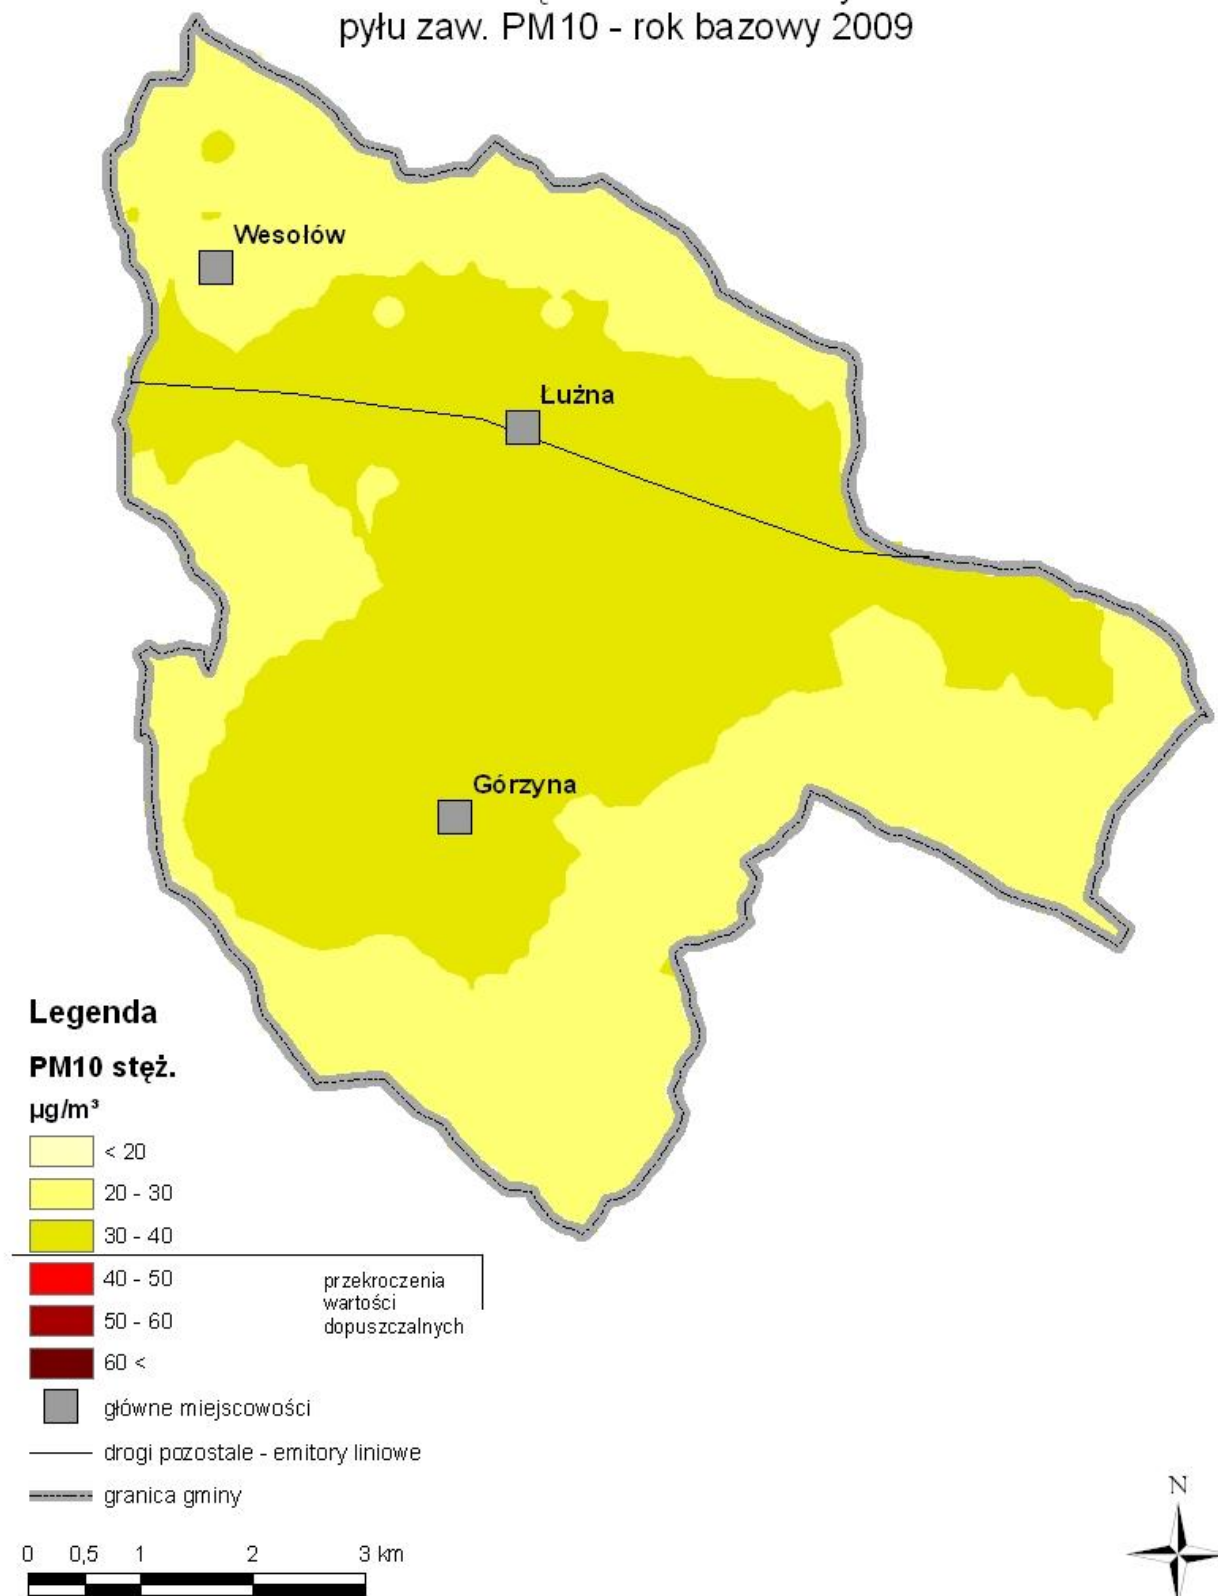 pyłu zaw. PM10 - rok bazowy 2009
Wesołów
Łużna
Górzyna
Legenda
PM10 stęż.
µg/m³
< 20
20 - 30
30 - 40
40 - 50
50 - 60
60 <
przekroczenia
wartości
dopuszczalnych
główne miejscowości
drogi pozostałe - emitory liniowe
granica gminy
N
0 0,5 1 2 3 km